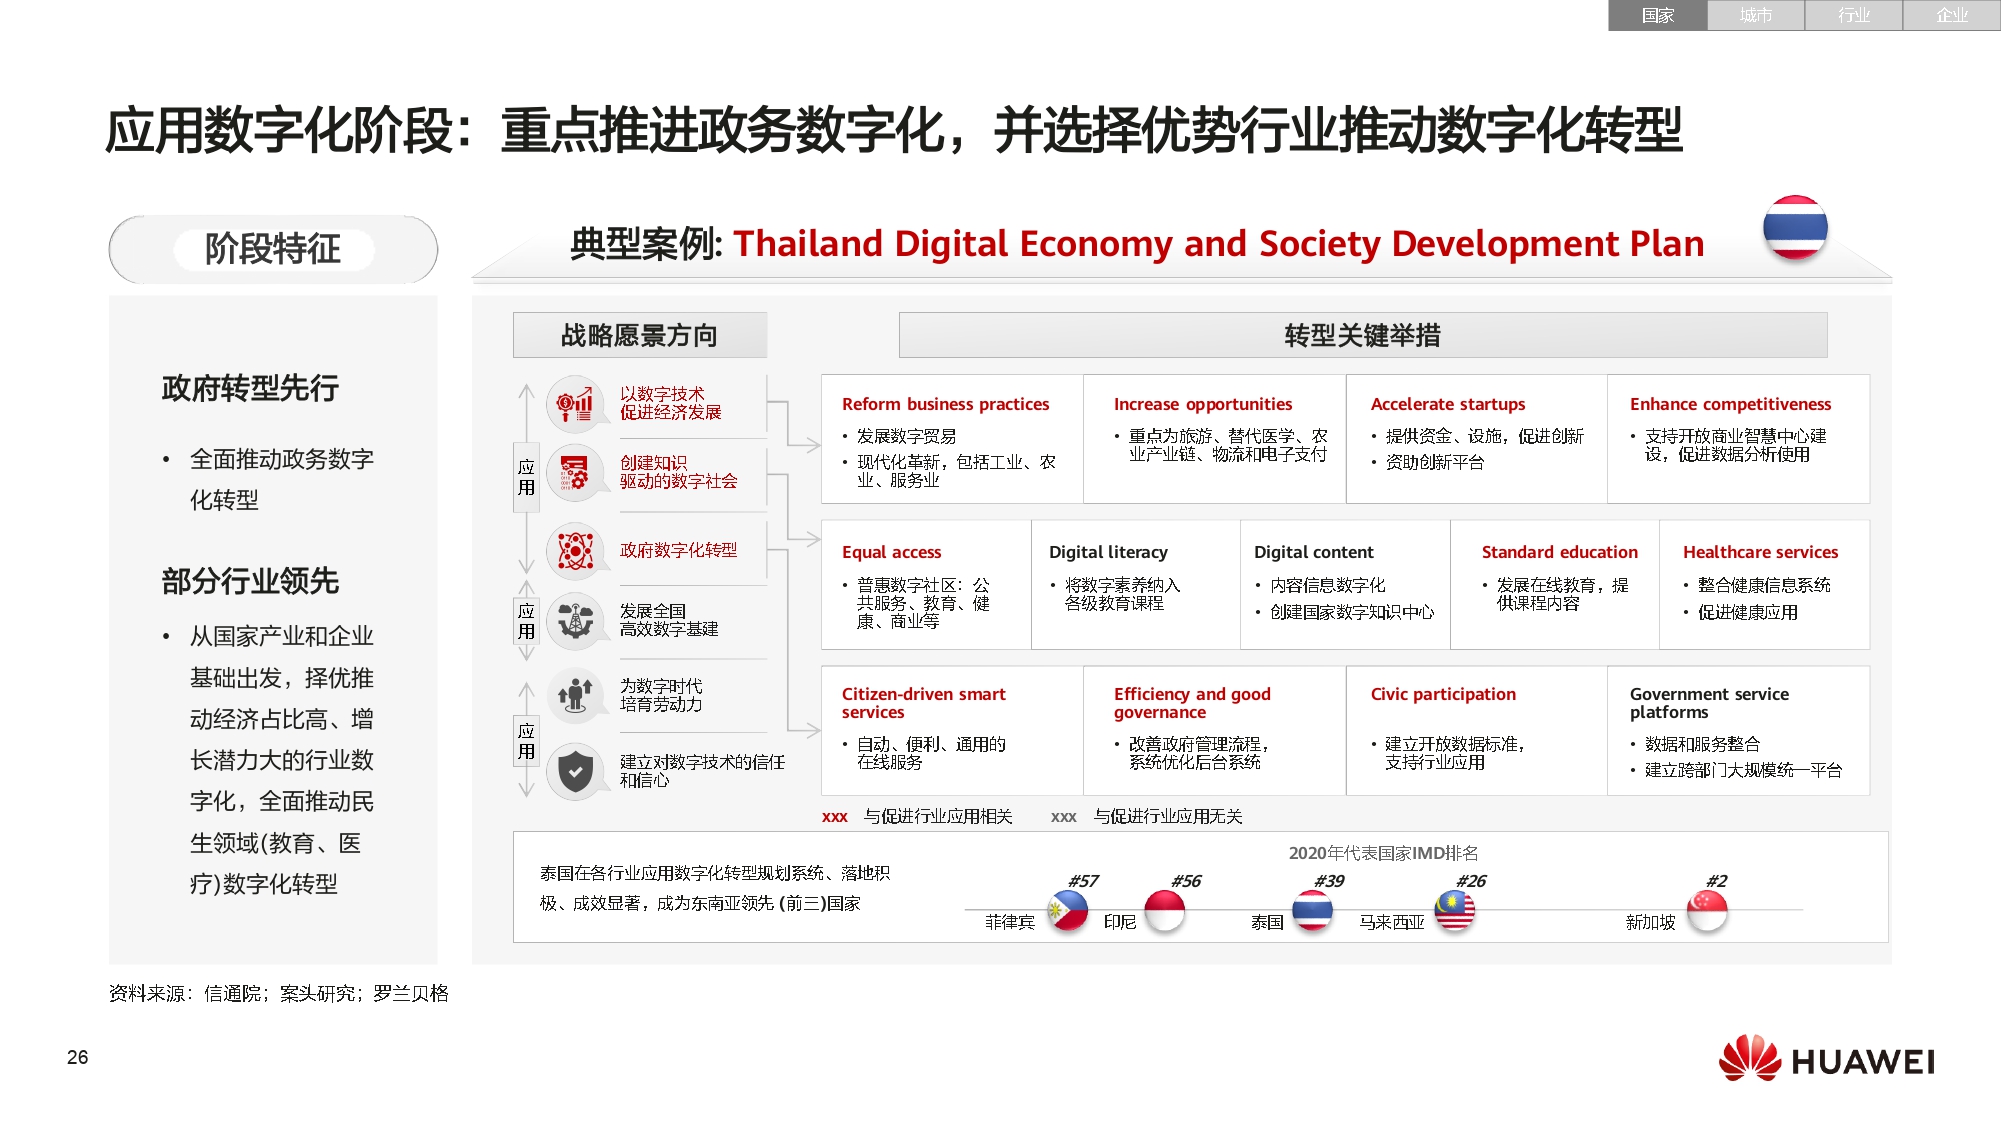 国家 城市 行业 企业
应用数字化阶段：重点推进政务数字化，并选择优势行业推动数字化转型
阶段特征
典型案例: Thailand Digital Economy and Society Development Plan
政府转型先行
• 全面推动政务数字
化转型
部分行业领先
• 从国家产业和企业
基础出发，择优推
动经济占比高、增
长潜力大的行业数
字化，全面推动民
生领域(教育、医
疗)数字化转型
战略愿景方向
转型关键举措
应
用
以数字技术
促进经济发展
创建知识
驱动的数字社会
政府数字化转型
应
用
发展全国
高效数字基建
应
用
为数字时代
培育劳动力
建立对数字技术的信任
和信心
Reform business practices
• 发展数字贸易
• 现代化革新，包括工业、农
业、服务业
Increase opportunities
• 重点为旅游、替代医学、农
业产业链、物流和电子支付
Accelerate startups
• 提供资金、设施，促进创新
• 资助创新平台
Enhance competitiveness
• 支持开放商业智慧中心建
设，促进数据分析使用
Equal access
• 普惠数字社区：公
共服务、教育、健
康、商业等
Digital literacy
• 将数字素养纳入
各级教育课程
Digital content
• 内容信息数字化
• 创建国家数字知识中心
Standard education
• 发展在线教育，提
供课程内容
Healthcare services
• 整合健康信息系统
• 促进健康应用
Citizen-driven smart
services
• 自动、便利、通用的
在线服务
Efficiency and good
governance
• 改善政府管理流程，
系统优化后台系统
Civic participation
• 建立开放数据标准，
支持行业应用
Government service
platforms
• 数据和服务整合
• 建立跨部门大规模统一平台
xxx 与促进行业应用相关 xxx 与促进行业应用无关
泰国在各行业应用数字化转型规划系统、落地积
极、成效显著，成为东南亚领先 (前三)国家
2020年代表国家IMD排名
#57 #56 #39 #26 #2
菲律宾 印尼 泰国 马来西亚 新加坡
资料来源：信通院；案头研究；罗兰贝格
26
HUAWEI